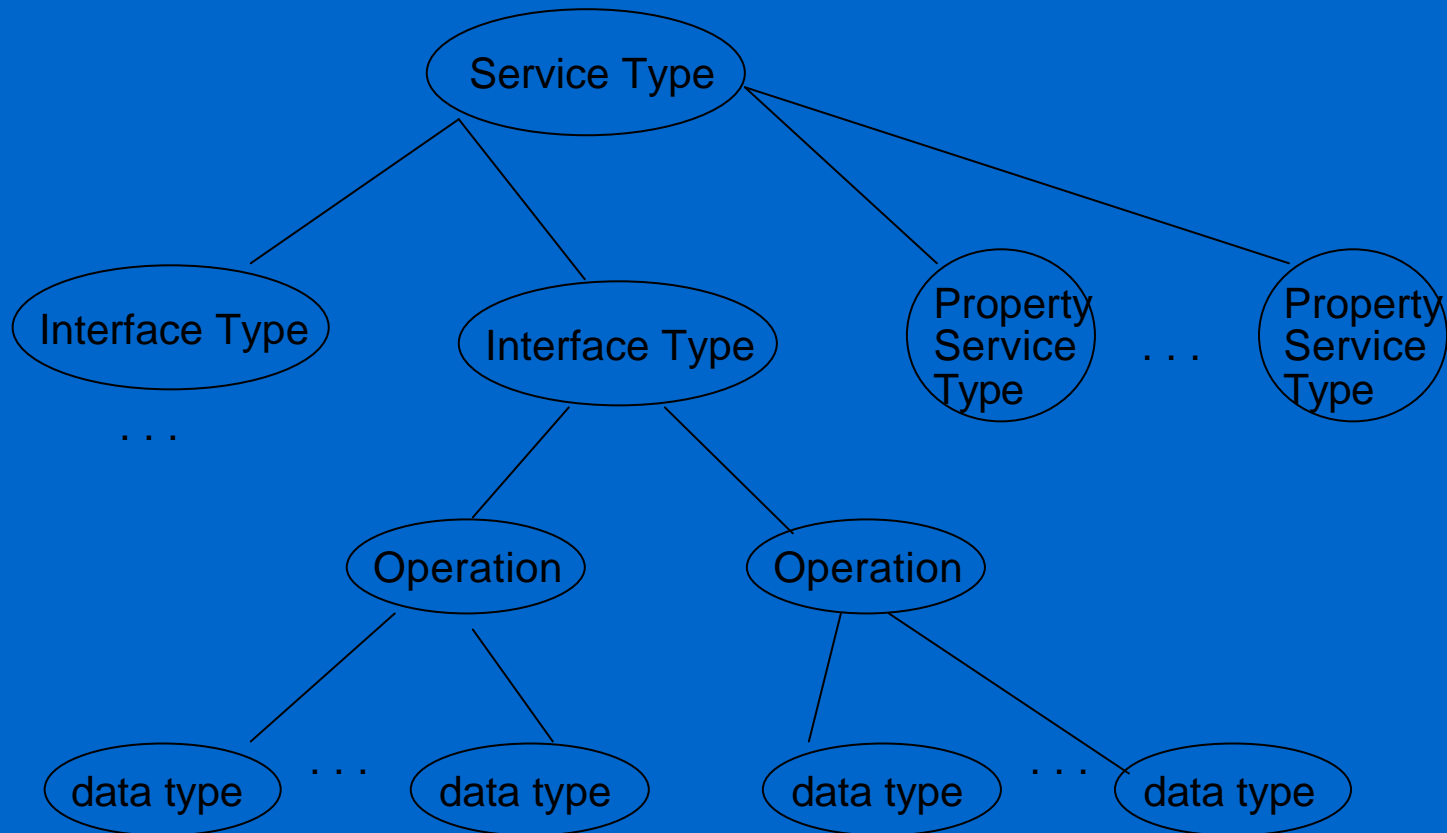 Service Type
Interface Type
Interface Type
Property
Service
Type
. . .
Property
Service
Type
. . .
Operation
Operation
data type
. . .
data type
data type
. . .
data type